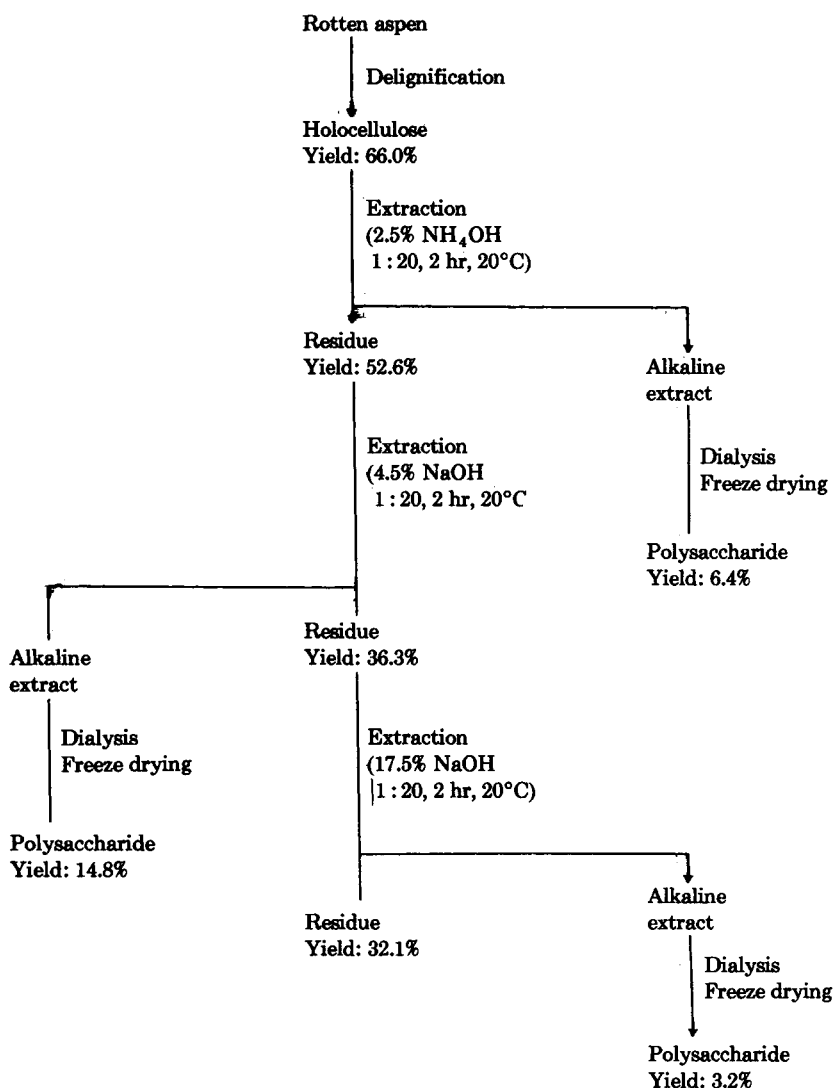 Rotten aspen
Delignification
Holocellulose
Yield: 66.0%
Extraction
(2.5% NH₄OH
1 : 20, 2 hr, 20°C)
Residue
Yield: 52.6%
Alkaline
extract
Extraction
(4.5% NaOH
1 : 20, 2 hr, 20°C
Dialysis
Freeze drying
Polysaccharide
Yield: 6.4%
Residue
Yield: 36.3%
Alkaline
extract
Dialysis
Freeze drying
Extraction
(17.5% NaOH
1 : 20, 2 hr, 20°C)
Polysaccharide
Yield: 14.8%
Residue
Yield: 32.1%
Alkaline
extract
Dialysis
Freeze drying
Polysaccharide
Yield: 3.2%